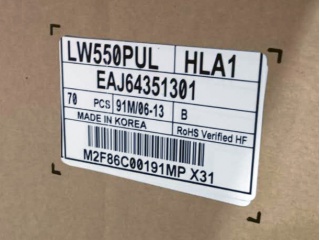 LW550PUL HLA1
EAJ64351301
70 PCS 91M/06-13 B
MADE IN KOREA RoHS Verified HF
M2F86C00191MP X31